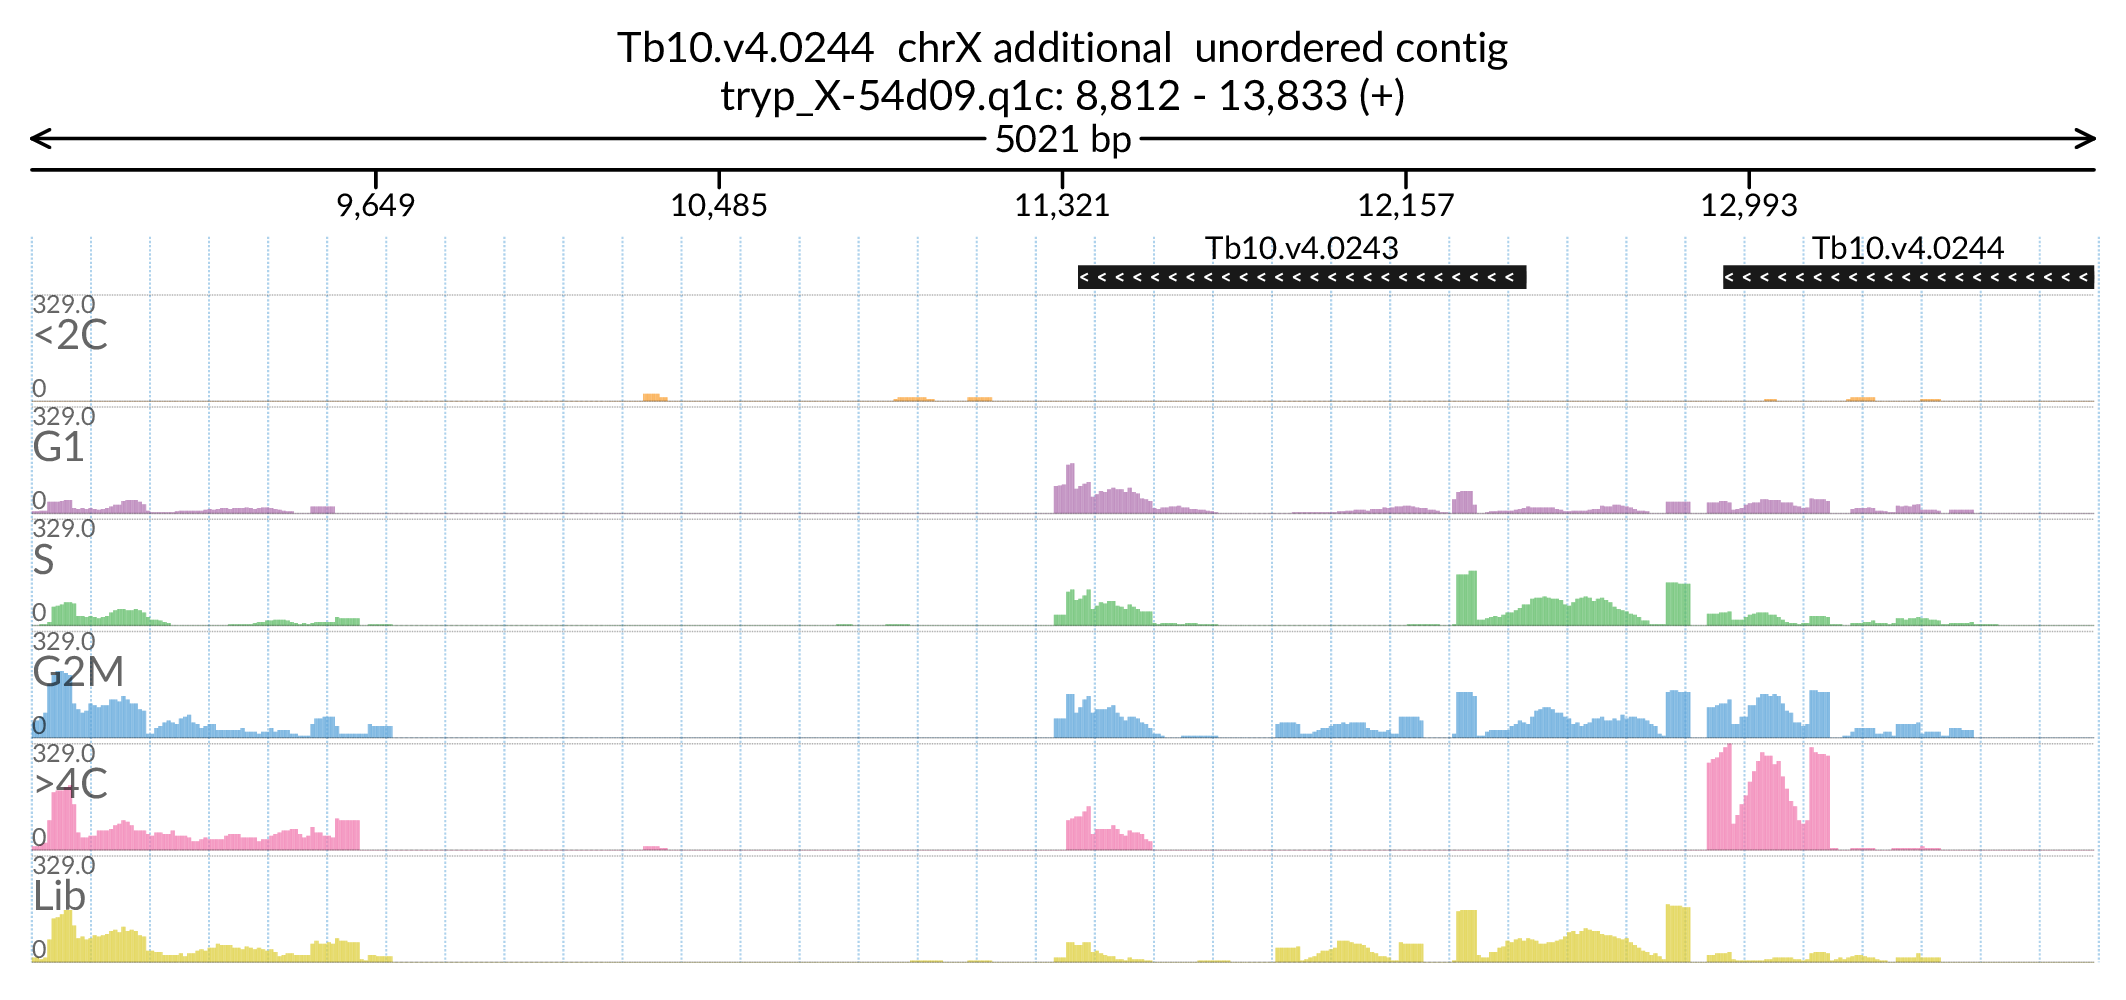 Tb10.v4.0244  chrX additional  unordered contig
tryp_X-54d09.q1c: 8,812 - 13,833 (+)
5021 bp
9,649 10,485 11,321 12,157 12,993
Tb10.v4.0243 Tb10.v4.0244
329.0
<2C
0
329.0
G1
0
329.0
S
0
329.0
G2M
0
329.0
>4C
0
329.0
Lib
0